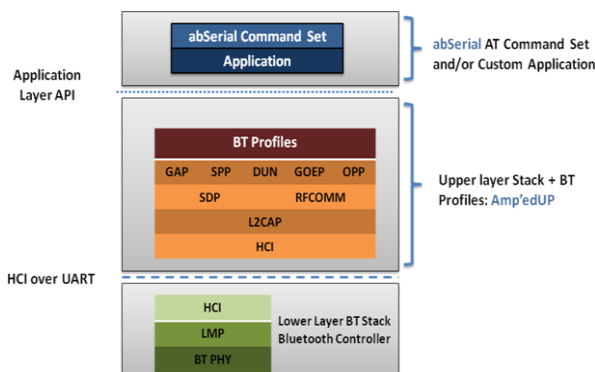 abSerial Command Set
Application
abSerial AT Command Set
and/or Custom Application
Application
Layer API
BT Profiles
GAP SPP DUN GOEP OPP
SDP RFCOMM
L2CAP
HCI
Upper layer Stack + BT
Profiles: Amp'edUP
HCI over UART
HCI
LMP
BT PHY
Lower Layer BT Stack
Bluetooth Controller